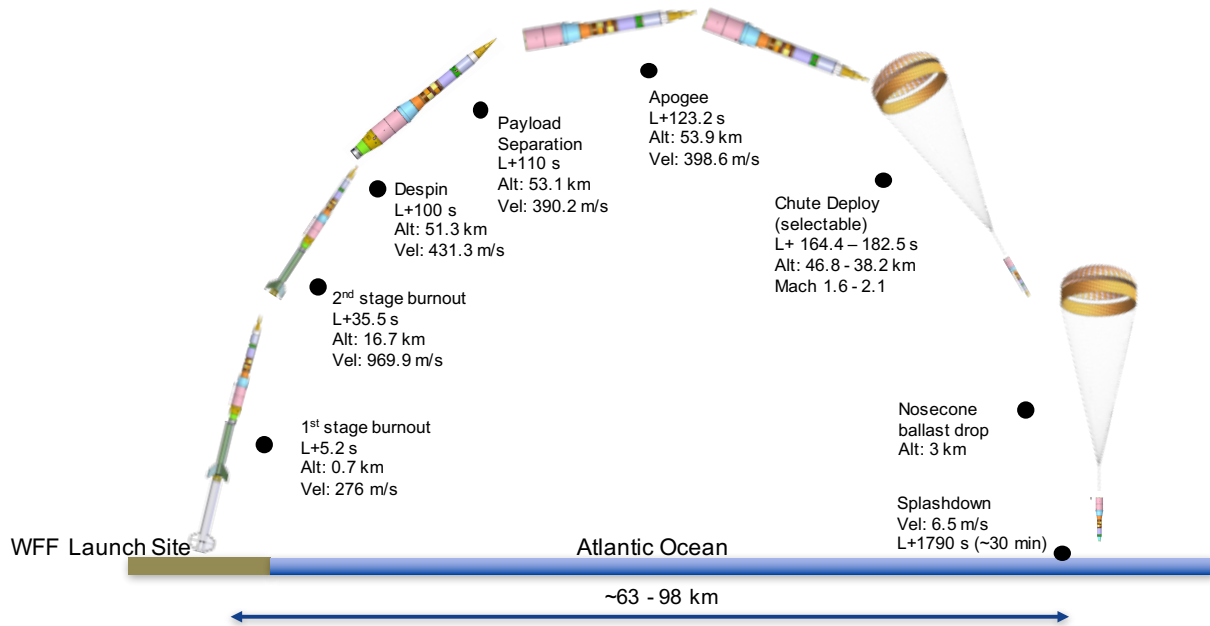 Apogee
L+123.2 s
Alt: 53.9 km
Vel: 398.6 m/s
Payload
Separation
L+110 s
Alt: 53.1 km
Vel: 390.2 m/s
Despin
L+100 s
Alt: 51.3 km
Vel: 431.3 m/s
Chute Deploy
(selectable)
L+ 164.4 – 182.5 s
Alt: 46.8 - 38.2 km
Mach 1.6 - 2.1
2nd stage burnout
L+35.5 s
Alt: 16.7 km
Vel: 969.9 m/s
1st stage burnout
L+5.2 s
Alt: 0.7 km
Vel: 276 m/s
Nosecone
ballast drop
Alt: 3 km
Splashdown
Vel: 6.5 m/s
L+1790 s (~30 min)
WFF Launch Site
Atlantic Ocean
~63 - 98 km